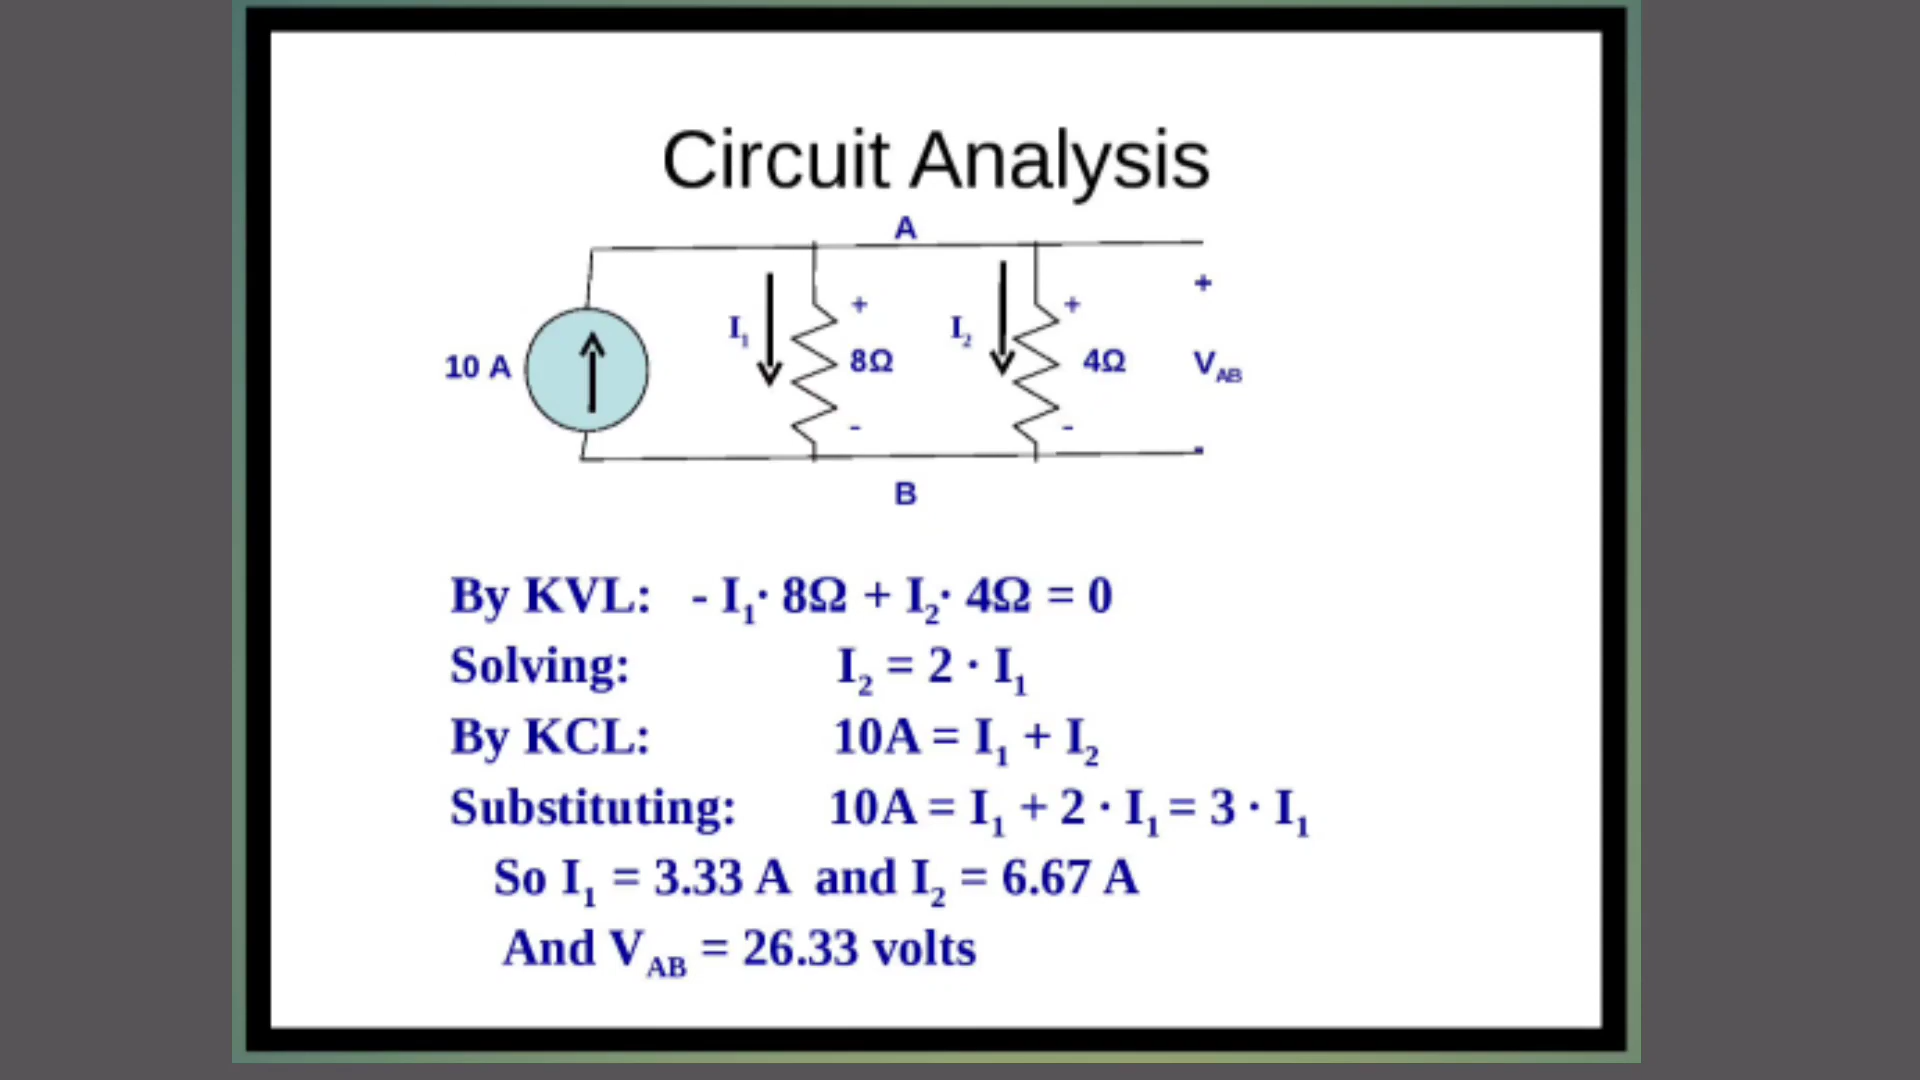 Circuit Analysis
A
+
I₁ + I₂ +
10 A 8Ω 4Ω V_AB
- -
-
B
By KVL: - I₁· 8Ω + I₂· 4Ω = 0
Solving: I₂ = 2 · I₁
By KCL: 10A = I₁ + I₂
Substituting: 10A = I₁ + 2 · I₁ = 3 · I₁
So I₁ = 3.33 A and I₂ = 6.67 A
And V_AB = 26.33 volts